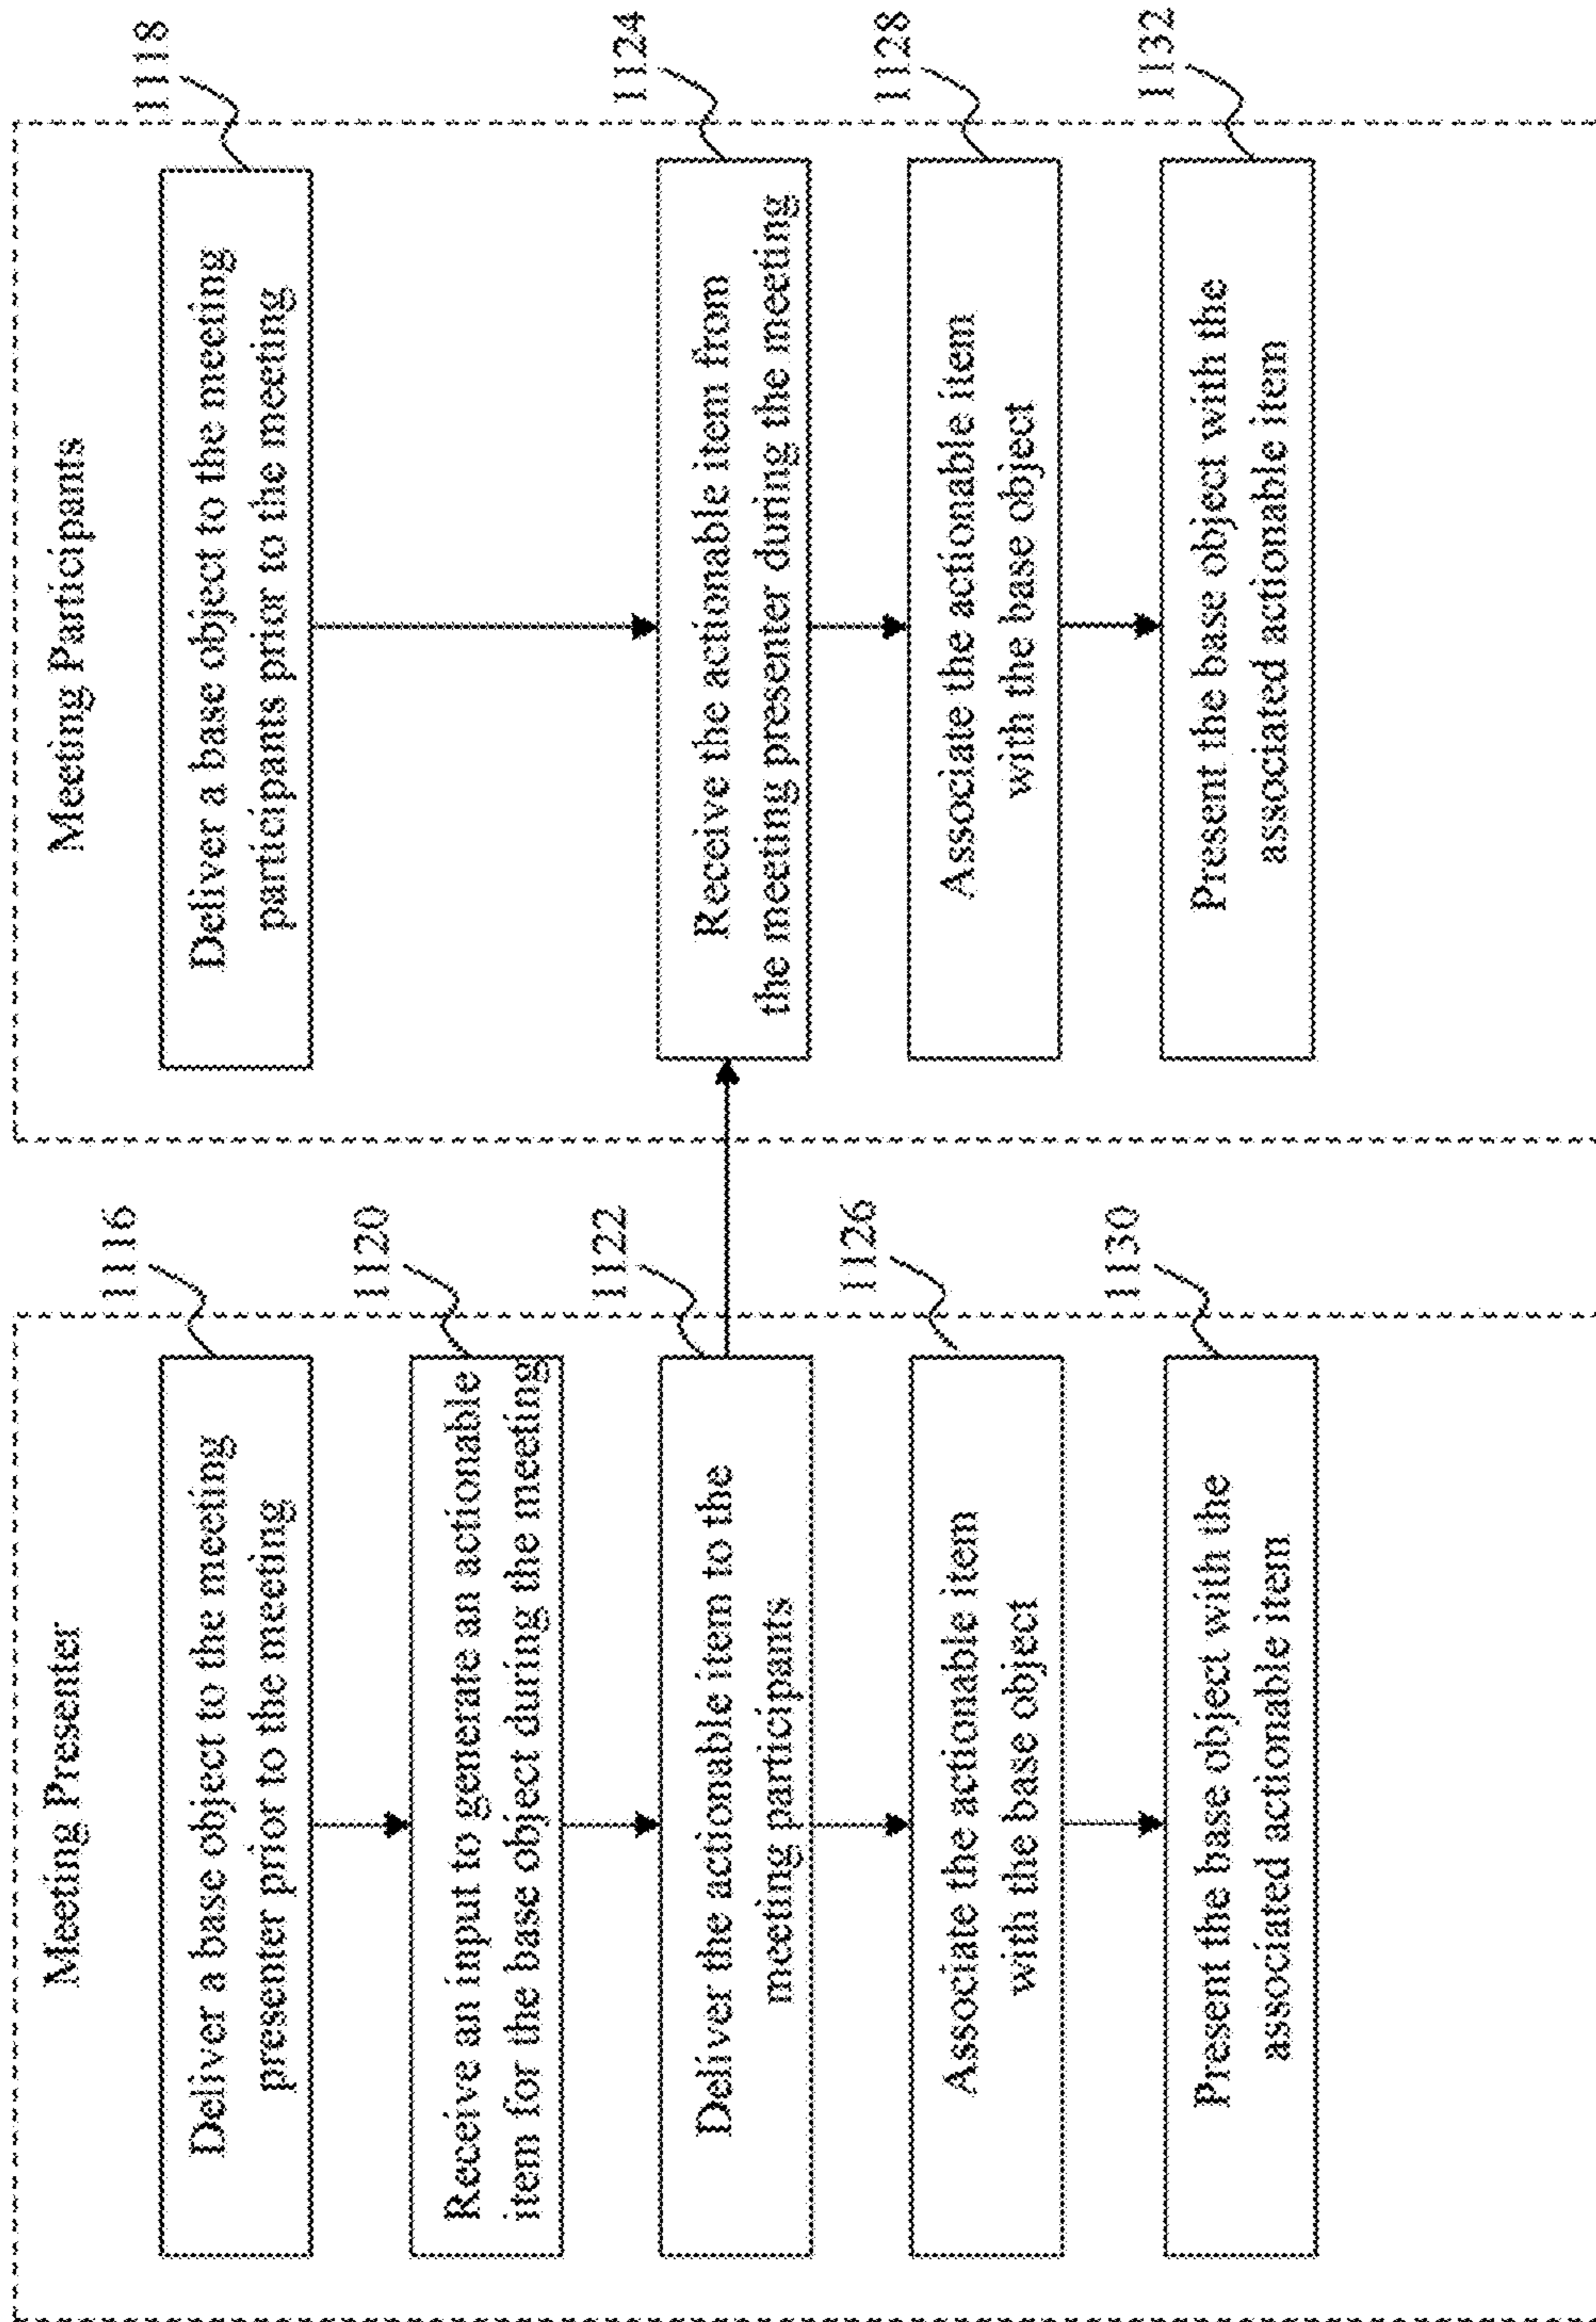 Meeting Presenter
1116
Deliver a base object to the meeting
presenter prior to the meeting
1120
Receive an input to generate an actionable
item for the base object during the meeting
1122
Deliver the actionable item to the
meeting participants
1126
Associate the actionable item
with the base object
1130
Present the base object with the
associated actionable item
Meeting Participants
1118
Deliver a base object to the meeting
participants prior to the meeting
1124
Receive the actionable item from
the meeting presenter during the meeting
1128
Associate the actionable item
with the base object
1132
Present the base object with the
associated actionable item